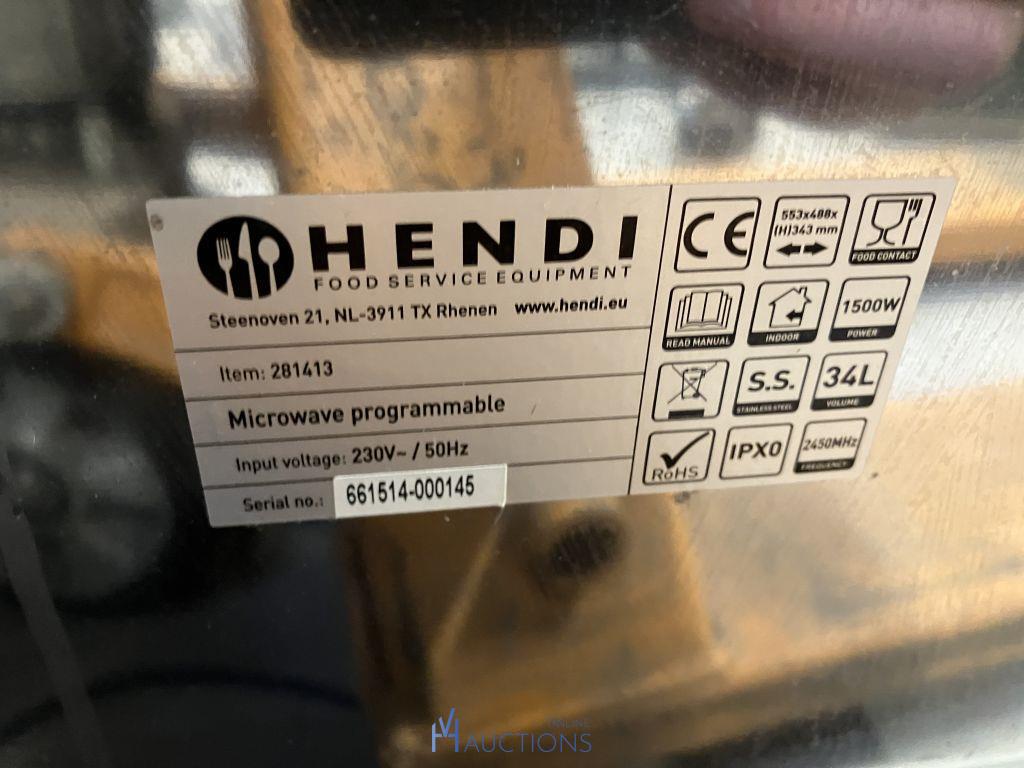 HENDI
FOOD SERVICE EQUIPMENT
Steenoven 21, NL-3911 TX Rhenen www.hendi.eu
Item: 281413
Microwave programmable
Input voltage: 230V~ / 50Hz
Serial no.: 661514-000145
CE
553x488x
(H)343 mm
FOOD CONTACT
READ MANUAL
INDOOR
1500W
POWER
S.S.
STAINLESS STEEL
34L
VOLUME
RoHS
IPX0
2450MHz
FREQUENCY
VH ONLINE
AUCTIONS